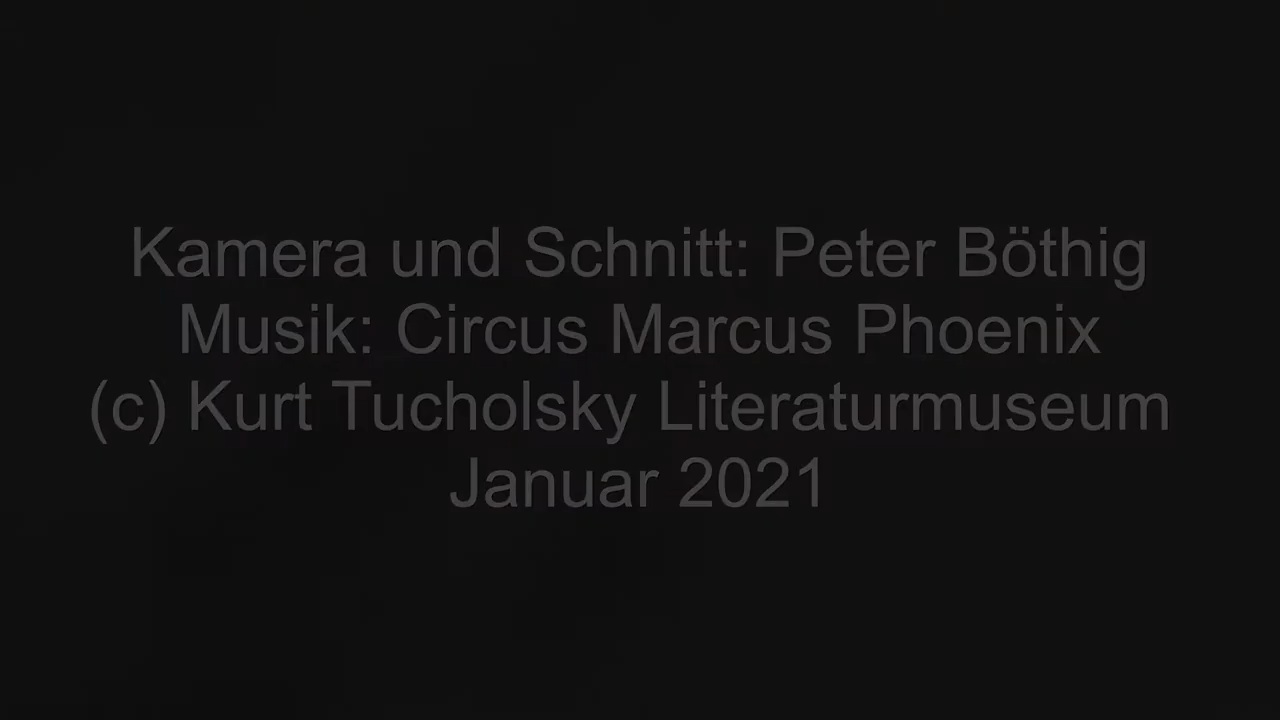 Kamera und Schnitt: Peter Böthig
Musik: Circus Marcus Phoenix
(c) Kurt Tucholsky Literaturmuseum
Januar 2021